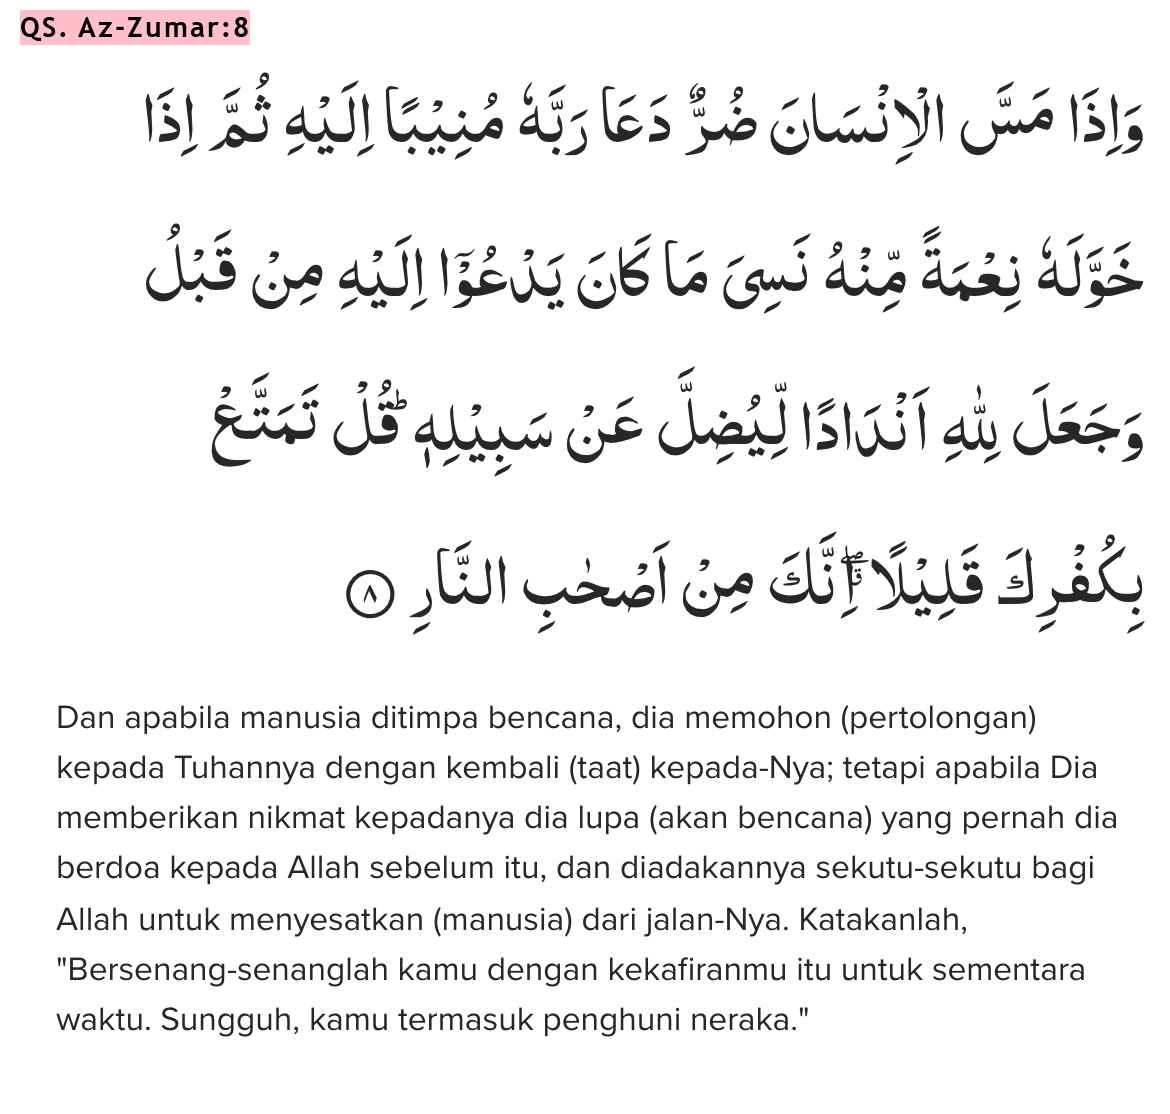 QS. Az-Zumar:8
وَاِذَا مَسَّ الْاِنْسَانَ ضُرٌّ دَعَا رَبَّهٗ مُنِيْبًا اِلَيْهِ ثُمَّ اِذَا
خَوَّلَهٗ نِعْمَةً مِّنْهُ نَسِيَ مَا كَانَ يَدْعُوْٓا اِلَيْهِ مِنْ قَبْلُ
وَجَعَلَ لِلّٰهِ اَنْدَادًا لِّيُضِلَّ عَنْ سَبِيْلِهٖۗ قُلْ تَمَتَّعْ
بِكُفْرِكَ قَلِيْلًا ۖاِنَّكَ مِنْ اَصْحٰبِ النَّارِ ٨
Dan apabila manusia ditimpa bencana, dia memohon (pertolongan)
kepada Tuhannya dengan kembali (taat) kepada-Nya; tetapi apabila Dia
memberikan nikmat kepadanya dia lupa (akan bencana) yang pernah dia
berdoa kepada Allah sebelum itu, dan diadakannya sekutu-sekutu bagi
Allah untuk menyesatkan (manusia) dari jalan-Nya. Katakanlah,
"Bersenang-senanglah kamu dengan kekafiranmu itu untuk sementara
waktu. Sungguh, kamu termasuk penghuni neraka."